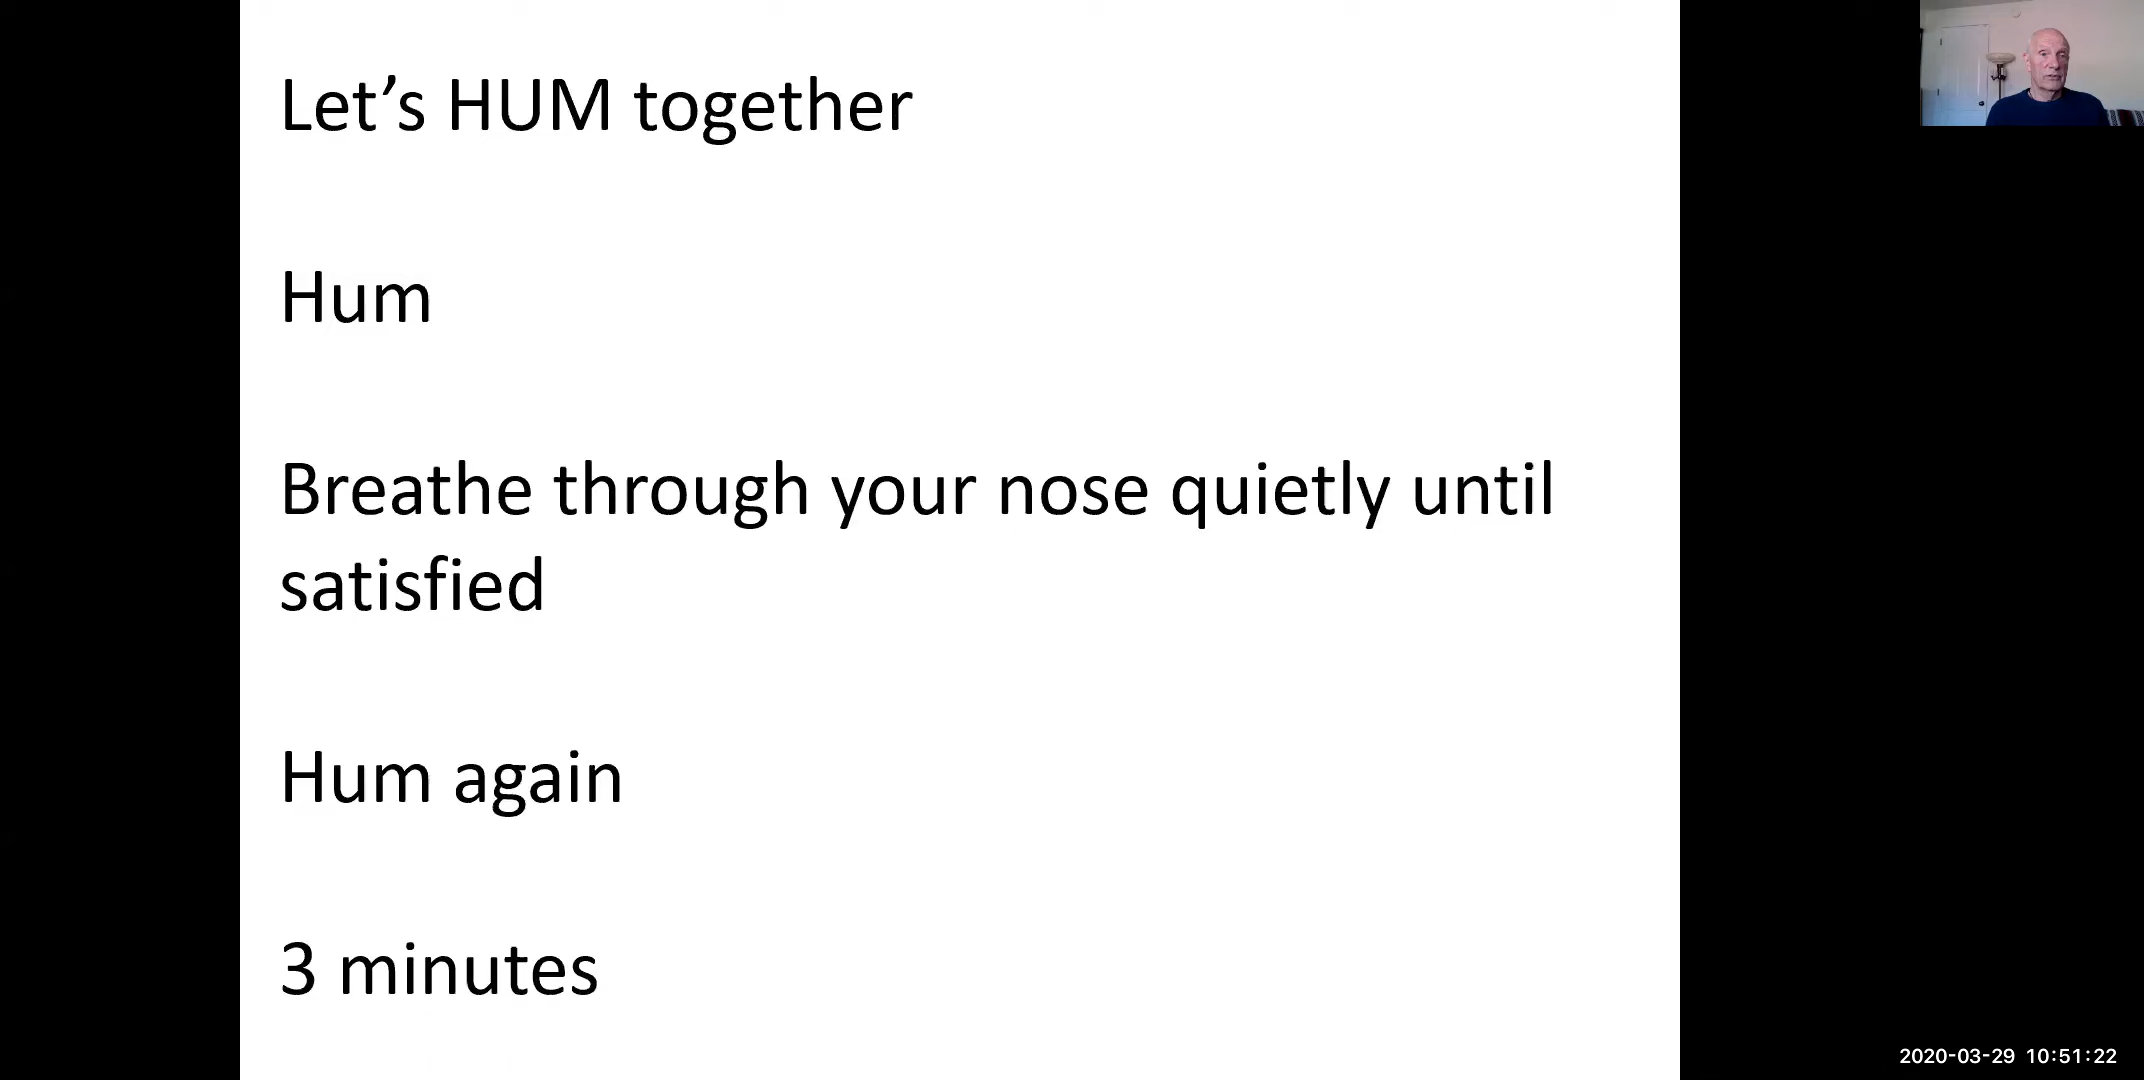 Let’s HUM together
Hum
Breathe through your nose quietly until
satisfied
Hum again
3 minutes
2020-03-29 10:51:22